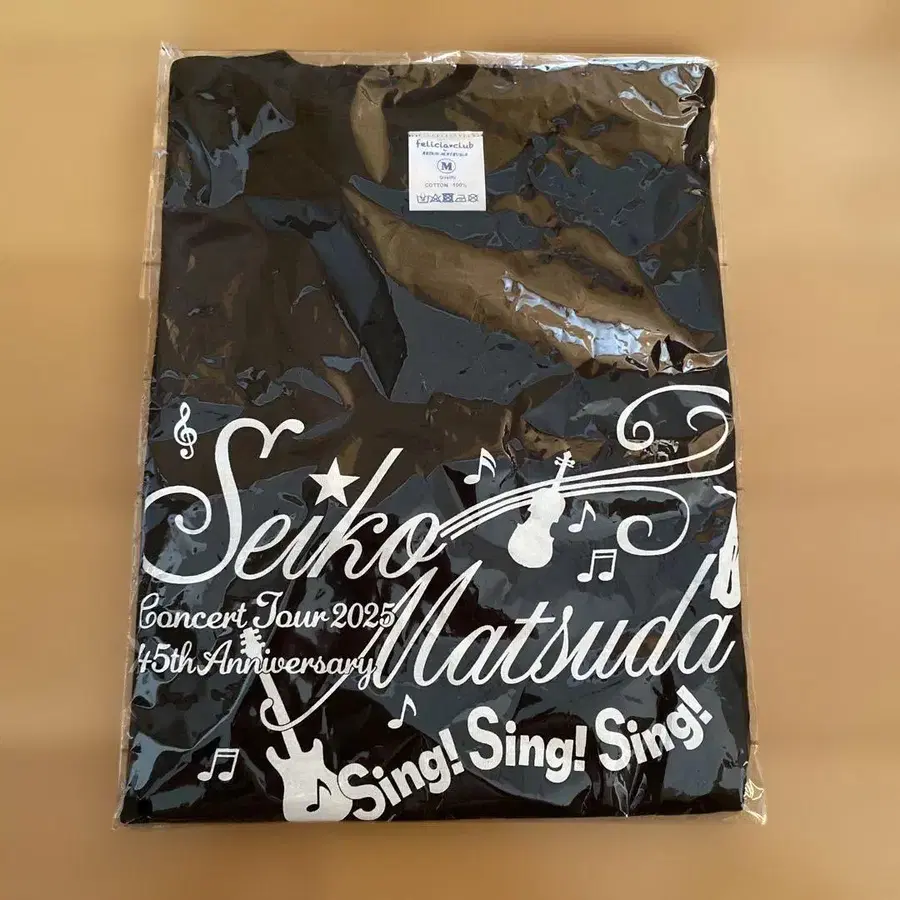 felicia♥club
M
COTTON 100%
Seiko
Matsuda
Concert Tour 2025
45th Anniversary
Sing! Sing! Sing!